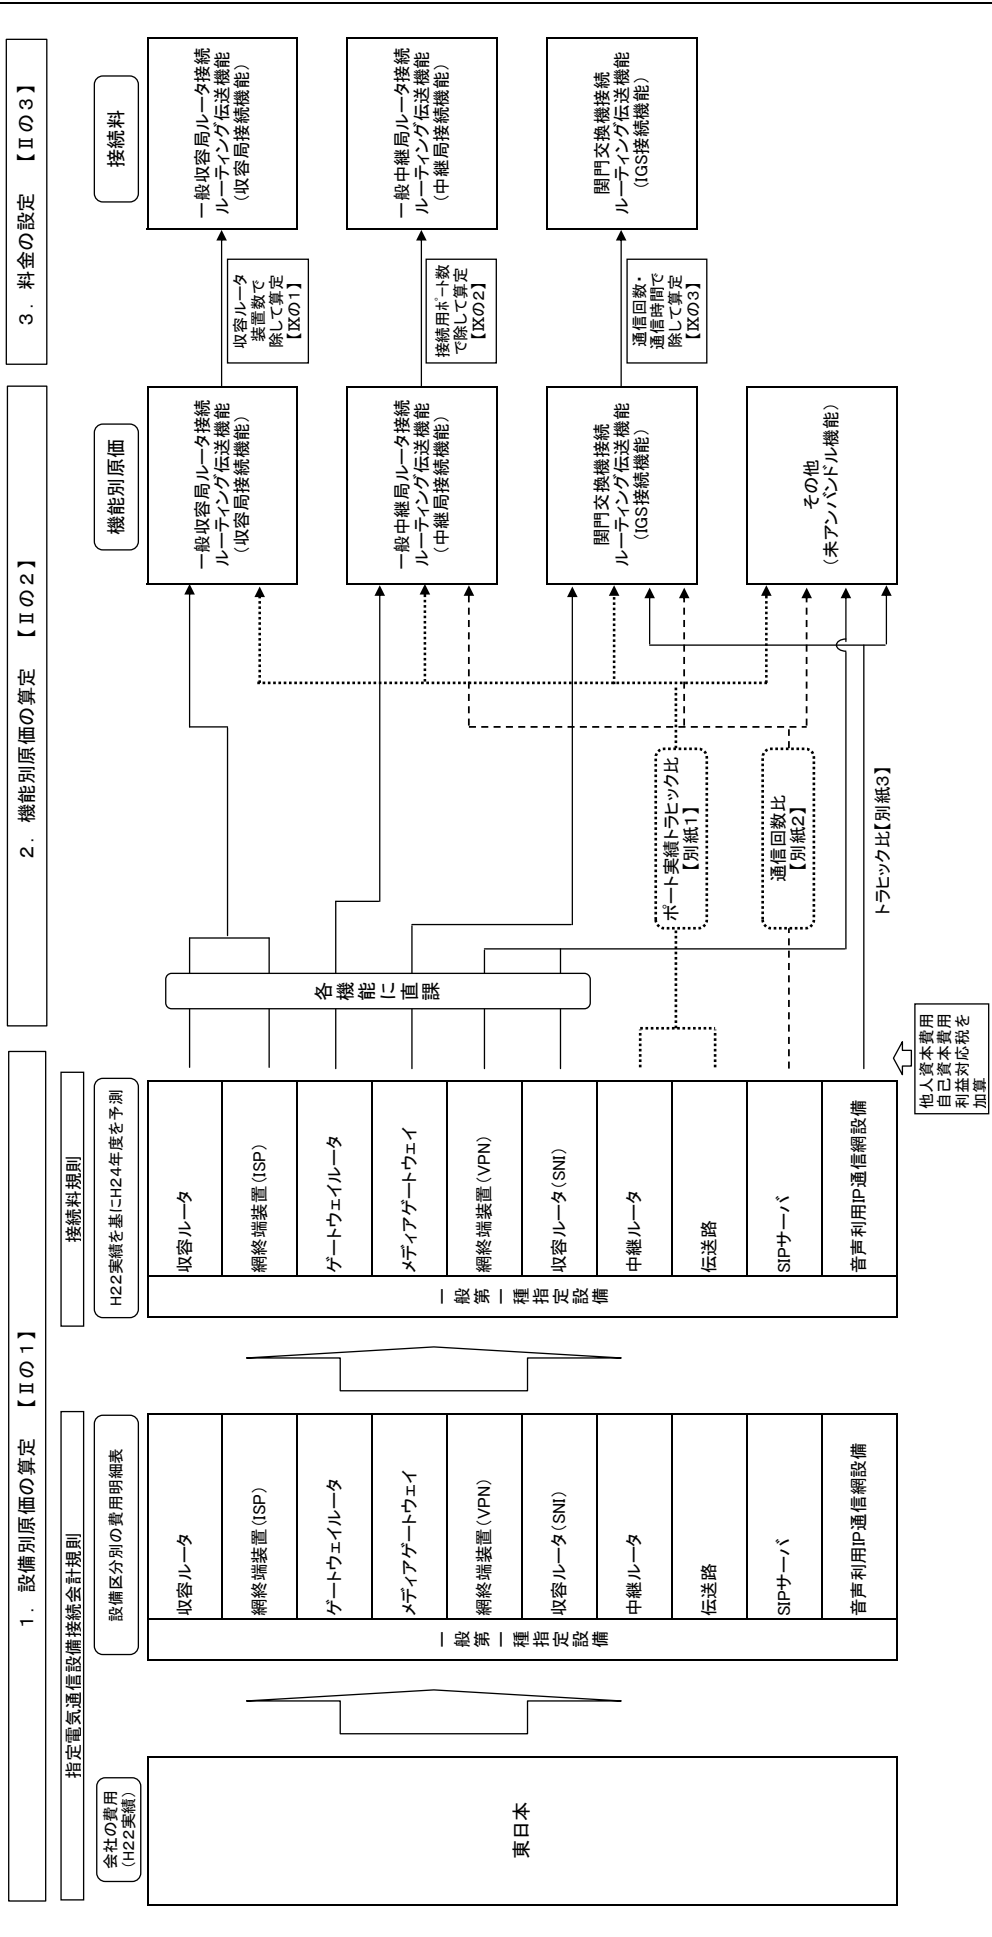 1. 設備別原価の算定 【Ⅱの1】
2. 機能別原価の算定 【Ⅱの2】
3. 料金の設定 【Ⅱの3】
指定電気通信設備接続会計規則
接続料規則
会社の費用
(H22実績)
設備区分別の費用明細表
H22実績を基にH24年度を予測
機能別原価
接続料
東日本
一般第一種指定設備
収容ルータ
網終端装置(ISP)
ゲートウェイルータ
メディアゲートウェイ
網終端装置(VPN)
収容ルータ(SNI)
中継ルータ
伝送路
SIPサーバ
音声利用IP通信網設備
一般第一種指定設備
収容ルータ
網終端装置(ISP)
ゲートウェイルータ
メディアゲートウェイ
網終端装置(VPN)
収容ルータ(SNI)
中継ルータ
伝送路
SIPサーバ
音声利用IP通信網設備
他人資本費用
自己資本費用
利益対応税を
加算
各機能に直課
ポート実績トラヒック比
【別紙1】
通信回数比
【別紙2】
トラヒック比【別紙3】
一般収容局ルータ接続
ルーティング伝送機能
(収容局接続機能)
一般中継局ルータ接続
ルーティング伝送機能
(中継局接続機能)
関門交換機接続
ルーティング伝送機能
(IGS接続機能)
その他
(未アンバンドル機能)
収容ルータ
装置数で
除して算定
【Ⅸの1】
接続用ポート数
で除して算定
【Ⅸの2】
通信回数・
通信時間で
除して算定
【Ⅸの3】
一般収容局ルータ接続
ルーティング伝送機能
(収容局接続機能)
一般中継局ルータ接続
ルーティング伝送機能
(中継局接続機能)
関門交換機接続
ルーティング伝送機能
(IGS接続機能)